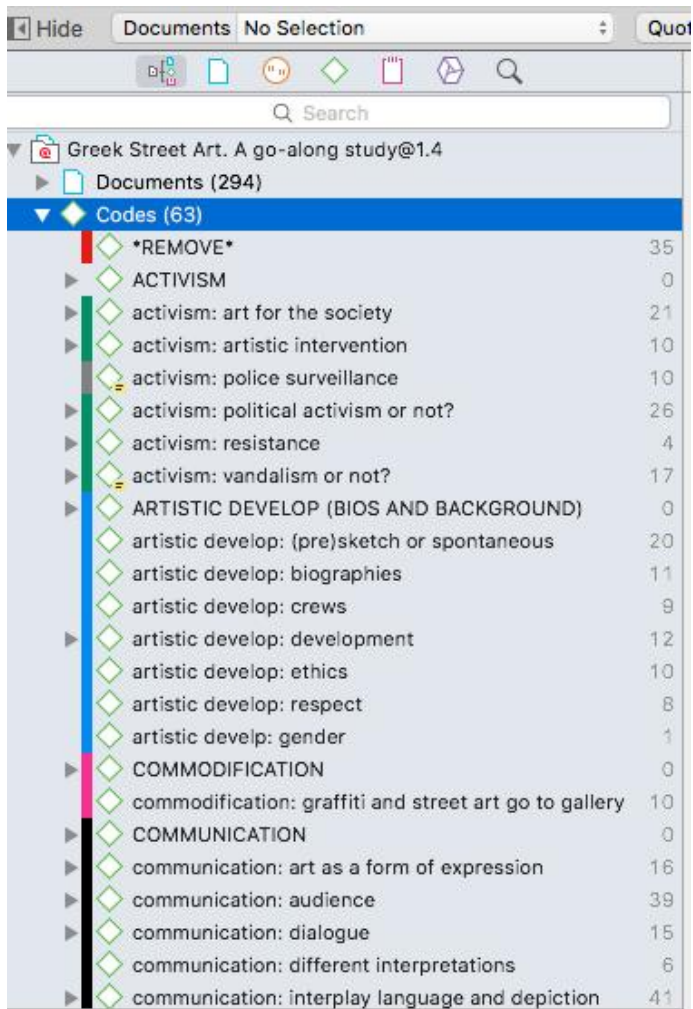 Hide Documents No Selection
Search
Greek Street Art. A go-along study@1.4
Documents (294)
Codes (63)
*REMOVE* 35
ACTIVISM 0
activism: art for the society 21
activism: artistic intervention 10
activism: police surveillance 10
activism: political activism or not? 26
activism: resistance 4
activism: vandalism or not? 17
ARTISTIC DEVELOP (BIOS AND BACKGROUND) 0
artistic develop: (pre)sketch or spontaneous 20
artistic develop: biographies 11
artistic develop: crews 9
artistic develop: development 12
artistic develop: ethics 10
artistic develop: respect 8
artistic develp: gender 1
COMMODIFICATION 0
commodification: graffiti and street art go to gallery 10
COMMUNICATION 0
communication: art as a form of expression 16
communication: audience 39
communication: dialogue 15
communication: different interpretations 6
communication: interplay language and depiction 41